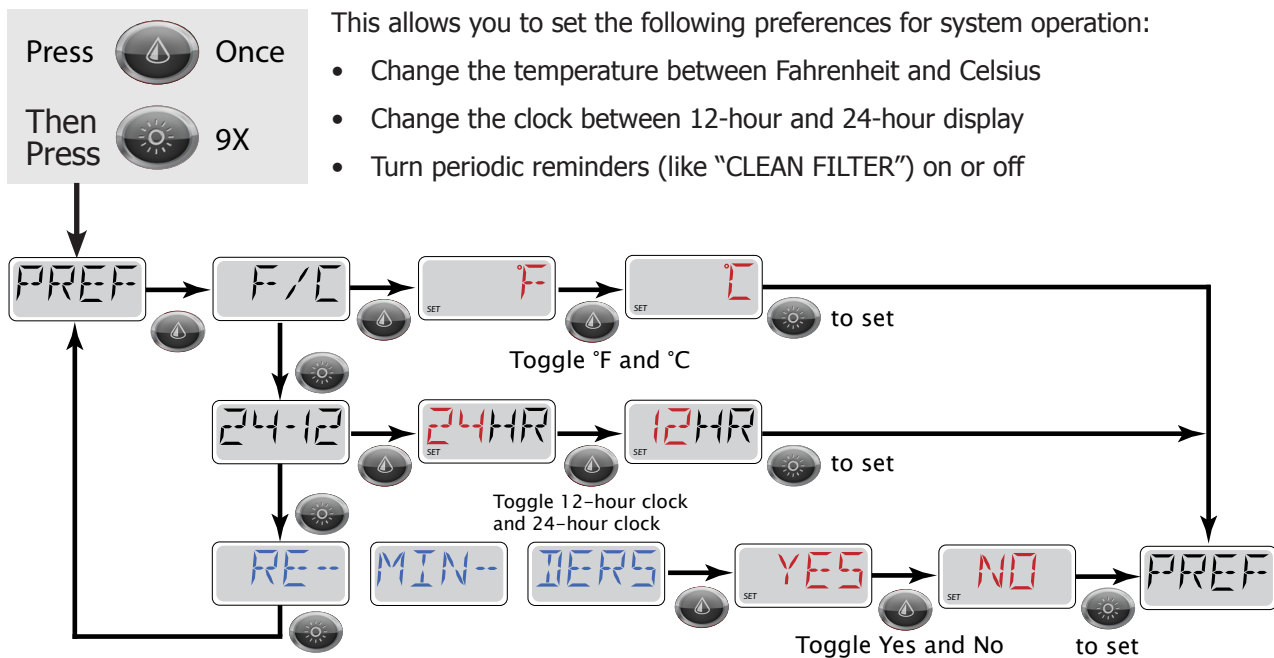 Press Once
Then
Press 9X
This allows you to set the following preferences for system operation:
• Change the temperature between Fahrenheit and Celsius
• Change the clock between 12-hour and 24-hour display
• Turn periodic reminders (like “CLEAN FILTER”) on or off
PREF F/C SET °F SET °C to set
Toggle °F and °C
24-12 SET 24HR SET 12HR to set
Toggle 12-hour clock
and 24-hour clock
RE- MIN- DERS SET YES SET NO PREF
Toggle Yes and No to set